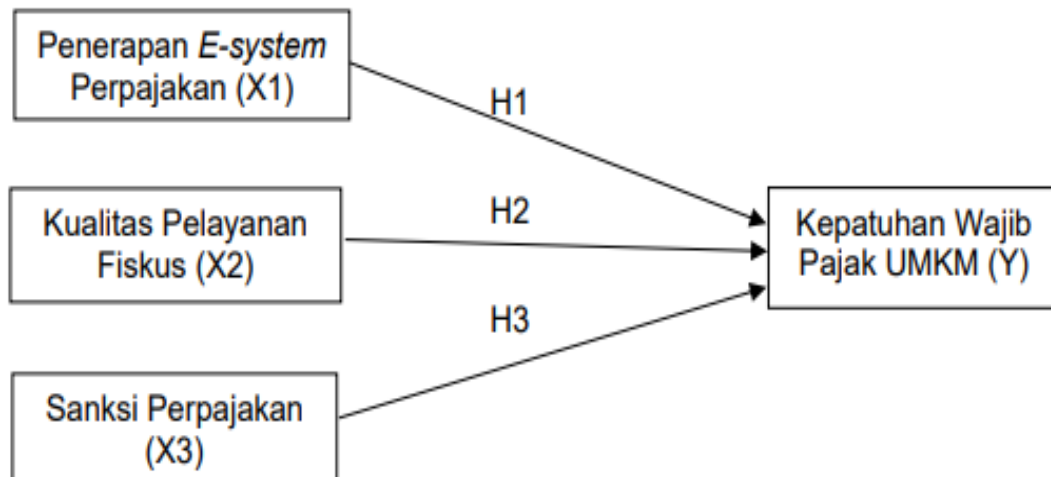 Penerapan E-system
Perpajakan (X1)
H1
Kualitas Pelayanan
Fiskus (X2)
H2
Kepatuhan Wajib
Pajak UMKM (Y)
H3
Sanksi Perpajakan
(X3)